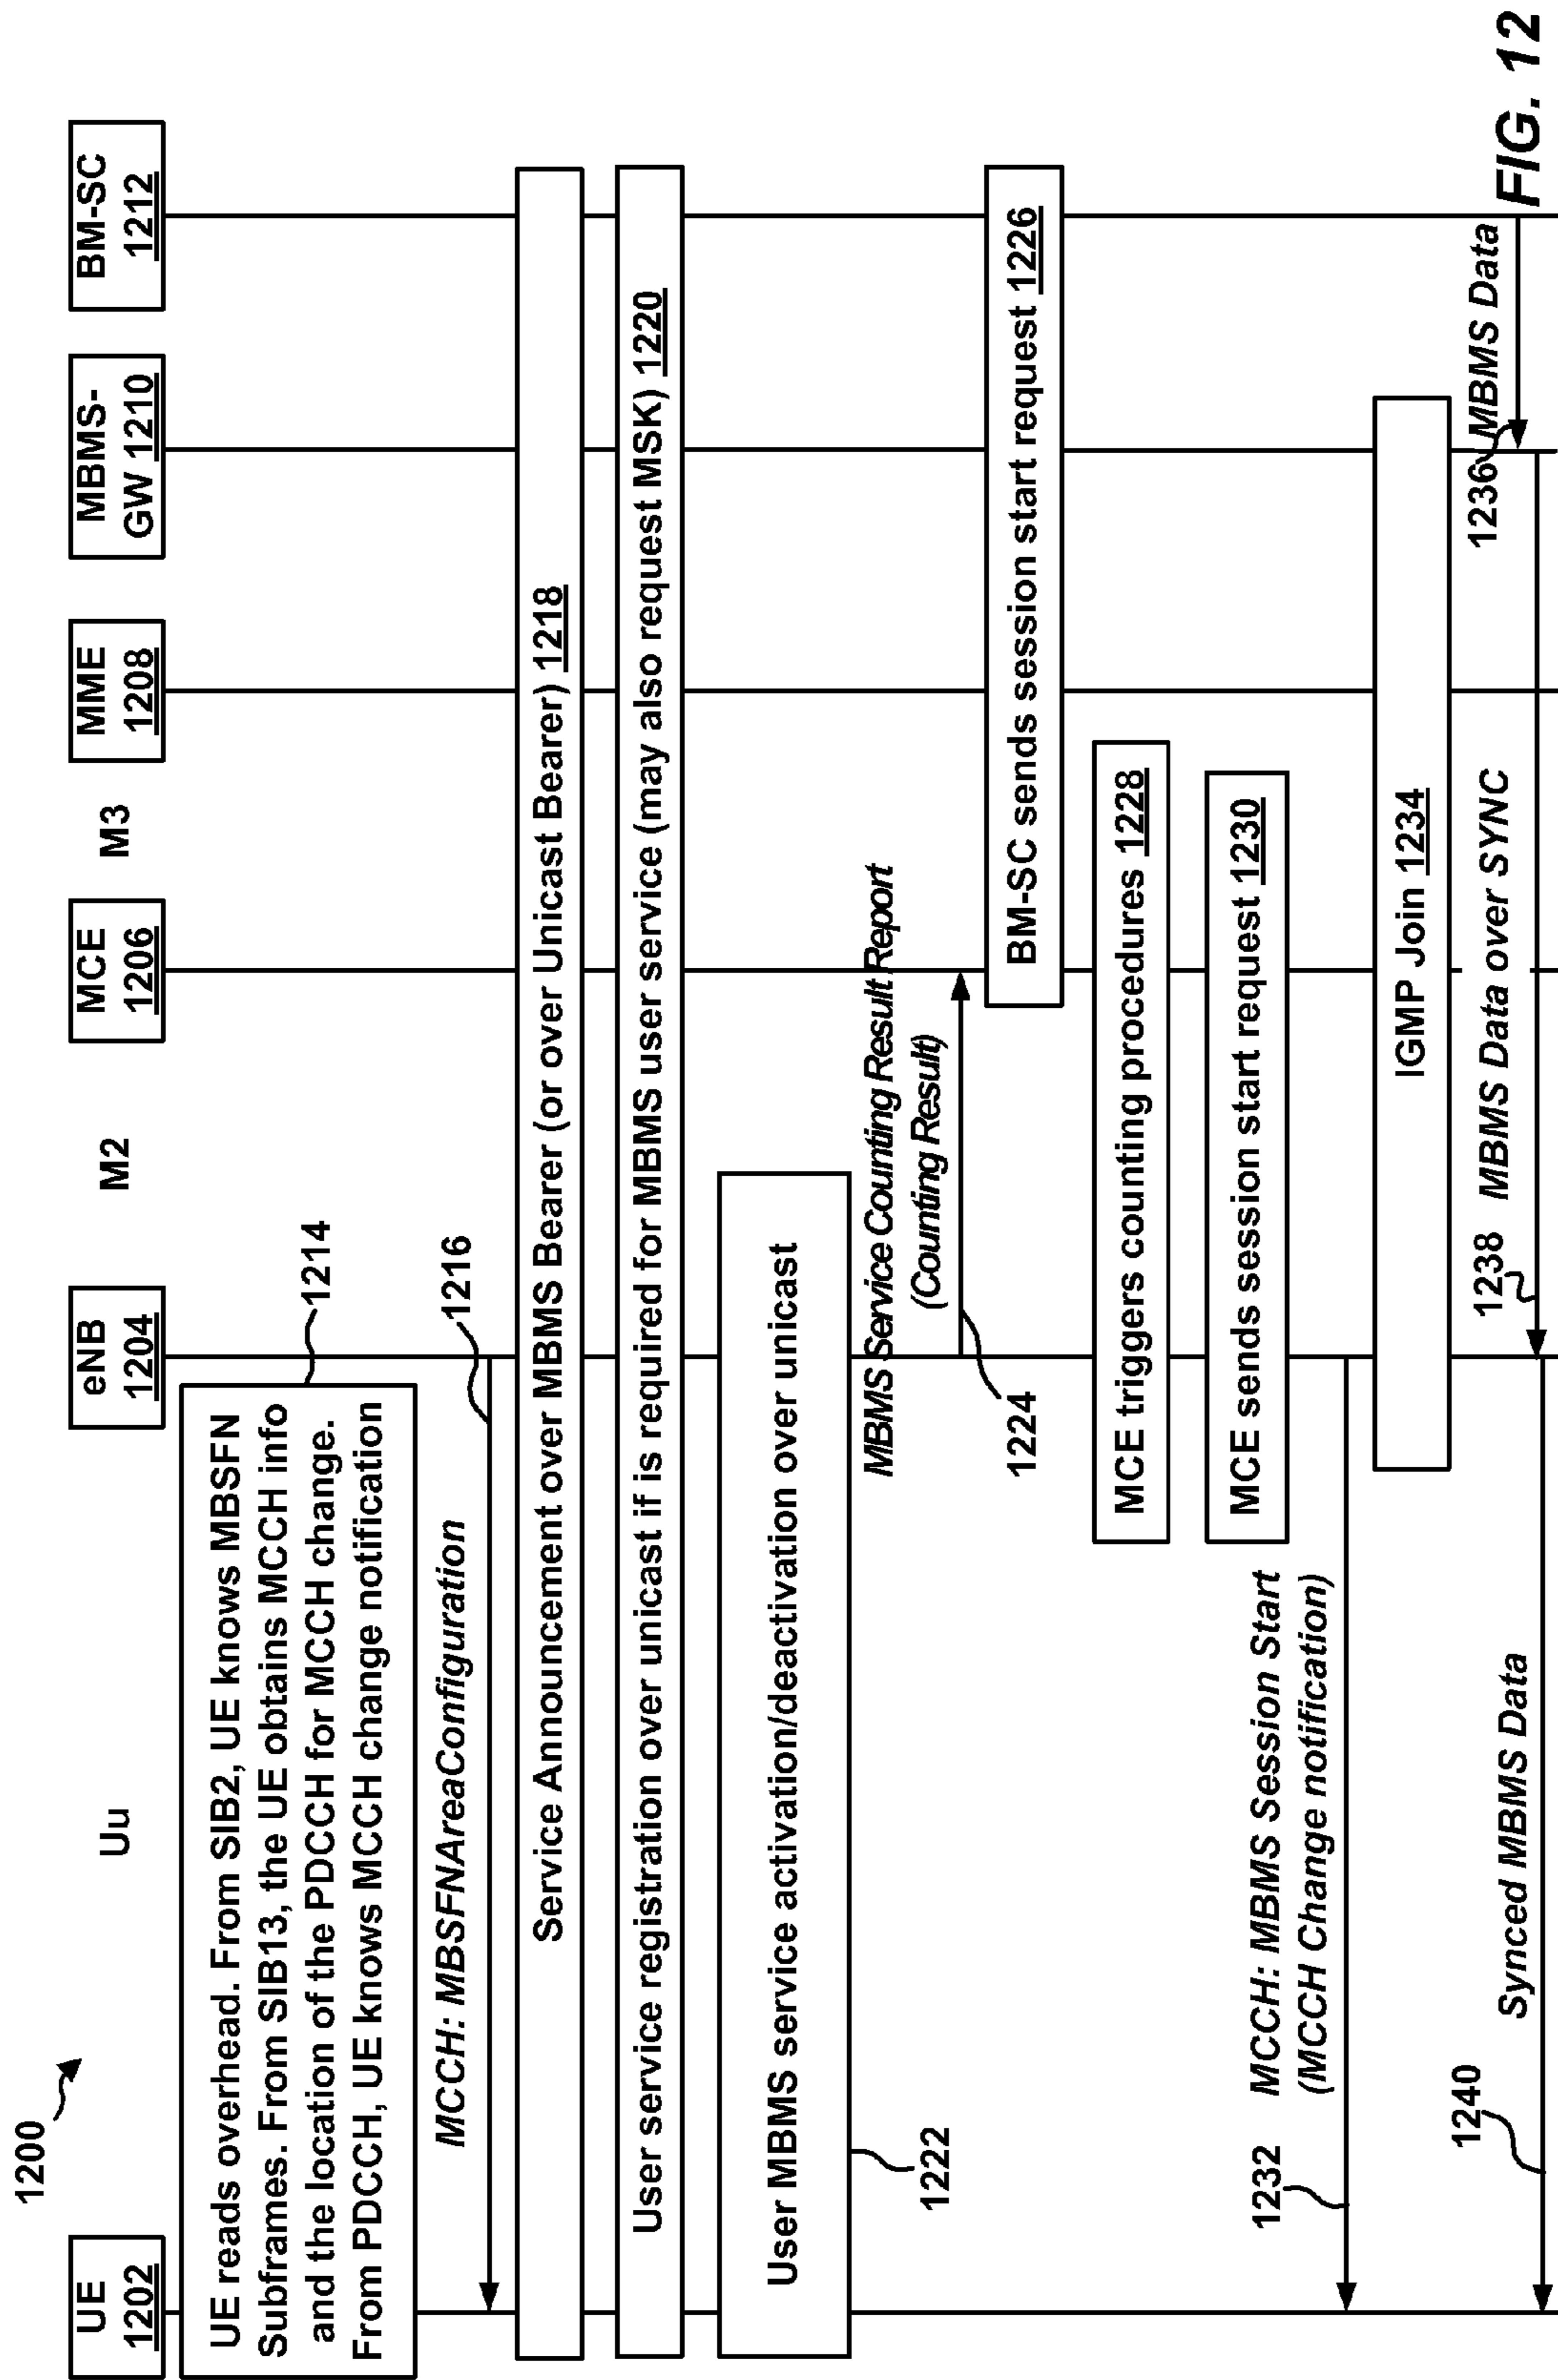 1200
UE
1202
Uu
eNB
1204
M2
MCE
1206
M3
MME
1208
MBMS-
GW 1210
BM-SC
1212
UE reads overhead. From SIB2, UE knows MBSFN
Subframes. From SIB13, the UE obtains MCCH info
and the location of the PDCCH for MCCH change.
From PDCCH, UE knows MCCH change notification
1214
MCCH: MBSFNAreaConfiguration
1216
Service Announcement over MBMS Bearer (or over Unicast Bearer) 1218
User service registration over unicast if is required for MBMS user service (may also request MSK) 1220
User MBMS service activation/deactivation over unicast
1222
MBMS Service Counting Result Report
(Counting Result)
1224
BM-SC sends session start request 1226
MCE triggers counting procedures 1228
MCE sends session start request 1230
1232
MCCH: MBMS Session Start
(MCCH Change notification)
IGMP Join 1234
1236
MBMS Data
1238
MBMS Data over SYNC
1240
Synced MBMS Data
FIG. 12